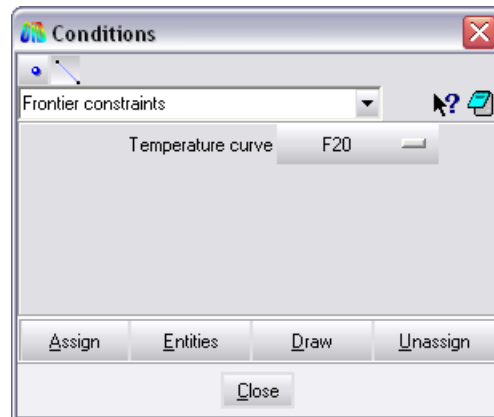 Conditions
Frontier constraints
Temperature curve F20
Assign Entities Draw Unassign
Close